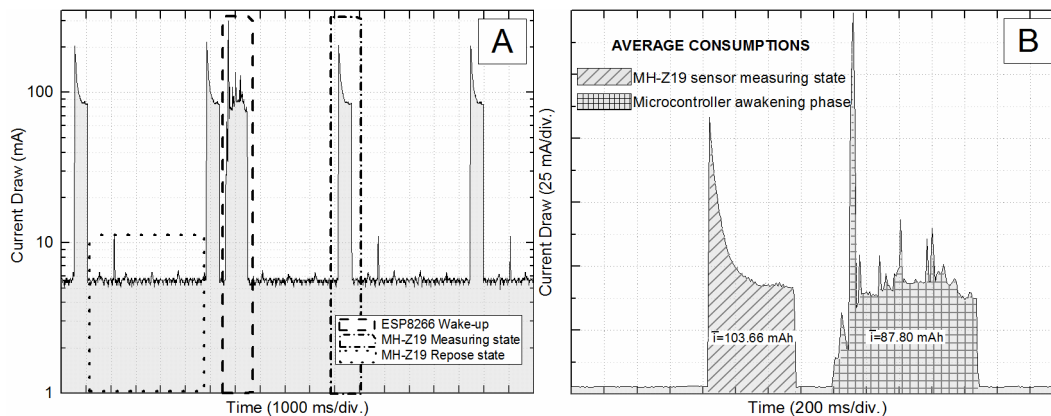 A
Current Draw (mA)
100
10
1
ESP8266 Wake-up
MH-Z19 Measuring state
MH-Z19 Repose state
Time (1000 ms/div.)
B
Current Draw (25 mA/div.)
AVERAGE CONSUMPTIONS
MH-Z19 sensor measuring state
Microcontroller awakening phase
i̅=103.66 mAh
i̅=87.80 mAh
Time (200 ms/div.)